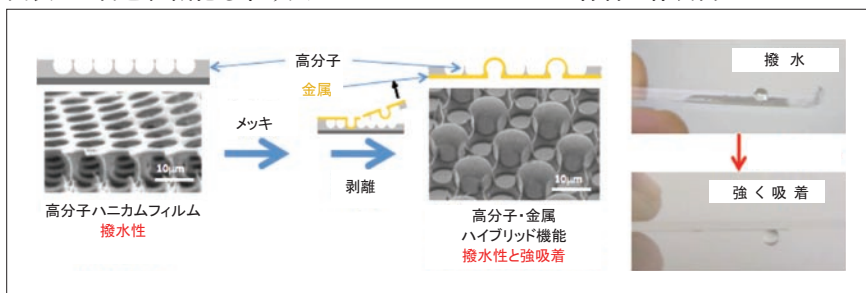 高分子
金属
メッキ
剥離
10μm
10μm
高分子ハニカムフィルム
撥水性
高分子・金属
ハイブリッド機能
撥水性と強吸着
撥 水
強 く 吸 着